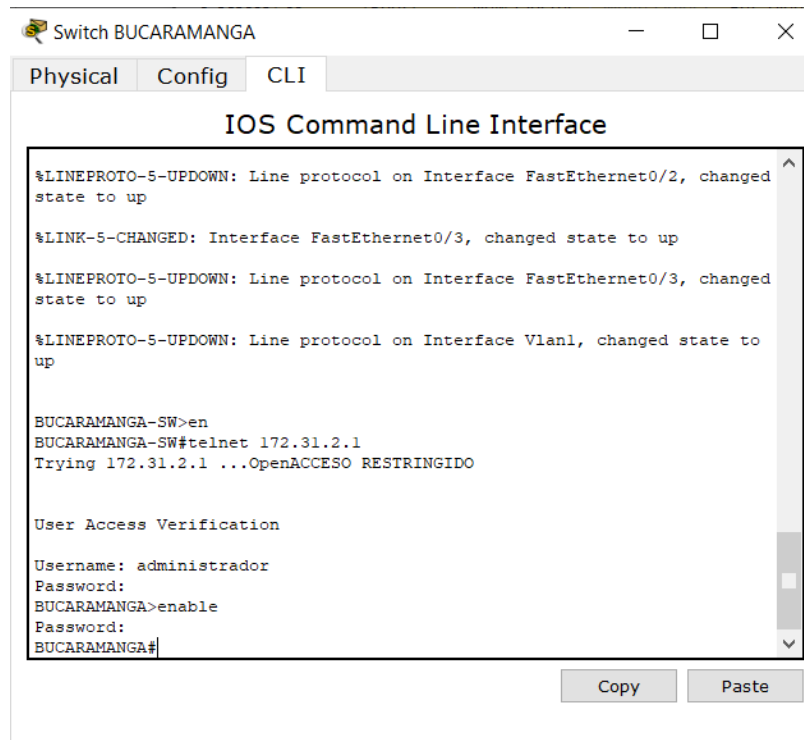 Switch BUCARAMANGA
Physical Config CLI
IOS Command Line Interface
%LINEPROTO-5-UPDOWN: Line protocol on Interface FastEthernet0/2, changed
state to up
%LINK-5-CHANGED: Interface FastEthernet0/3, changed state to up
%LINEPROTO-5-UPDOWN: Line protocol on Interface FastEthernet0/3, changed
state to up
%LINEPROTO-5-UPDOWN: Line protocol on Interface Vlan1, changed state to
up
BUCARAMANGA-SW>en
BUCARAMANGA-SW#telnet 172.31.2.1
Trying 172.31.2.1 ...OpenACCESO RESTRINGIDO
User Access Verification
Username: administrador
Password:
BUCARAMANGA>enable
Password:
BUCARAMANGA#
Copy Paste